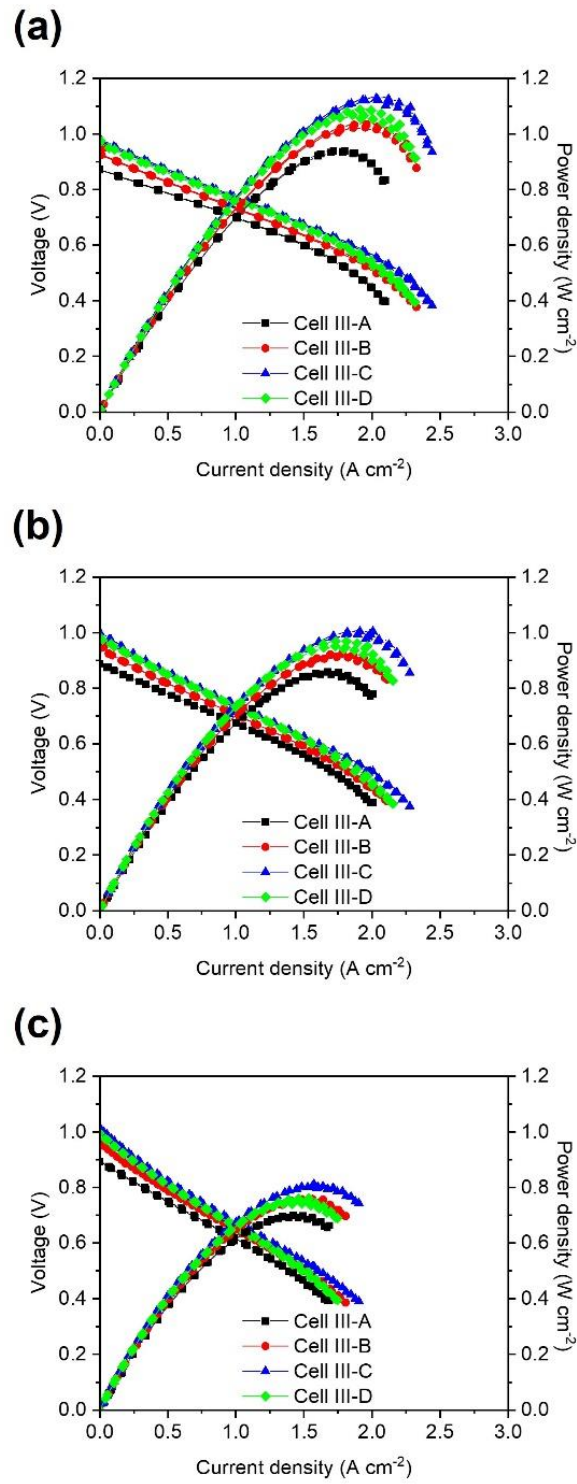 (a)
1.2 1.2
1.0 1.0
0.8 0.8
0.6 0.6
0.4 0.4
0.2 0.2
0.0 0.0
Voltage (V)
Power density (W cm⁻²)
Cell III-A
Cell III-B
Cell III-C
Cell III-D
0.0 0.5 1.0 1.5 2.0 2.5 3.0
Current density (A cm⁻²)
(b)
1.2 1.2
1.0 1.0
0.8 0.8
0.6 0.6
0.4 0.4
0.2 0.2
0.0 0.0
Voltage (V)
Power density (W cm⁻²)
Cell III-A
Cell III-B
Cell III-C
Cell III-D
0.0 0.5 1.0 1.5 2.0 2.5 3.0
Current density (A cm⁻²)
(c)
1.2 1.2
1.0 1.0
0.8 0.8
0.6 0.6
0.4 0.4
0.2 0.2
0.0 0.0
Voltage (V)
Power density (W cm⁻²)
Cell III-A
Cell III-B
Cell III-C
Cell III-D
0.0 0.5 1.0 1.5 2.0 2.5 3.0
Current density (A cm⁻²)